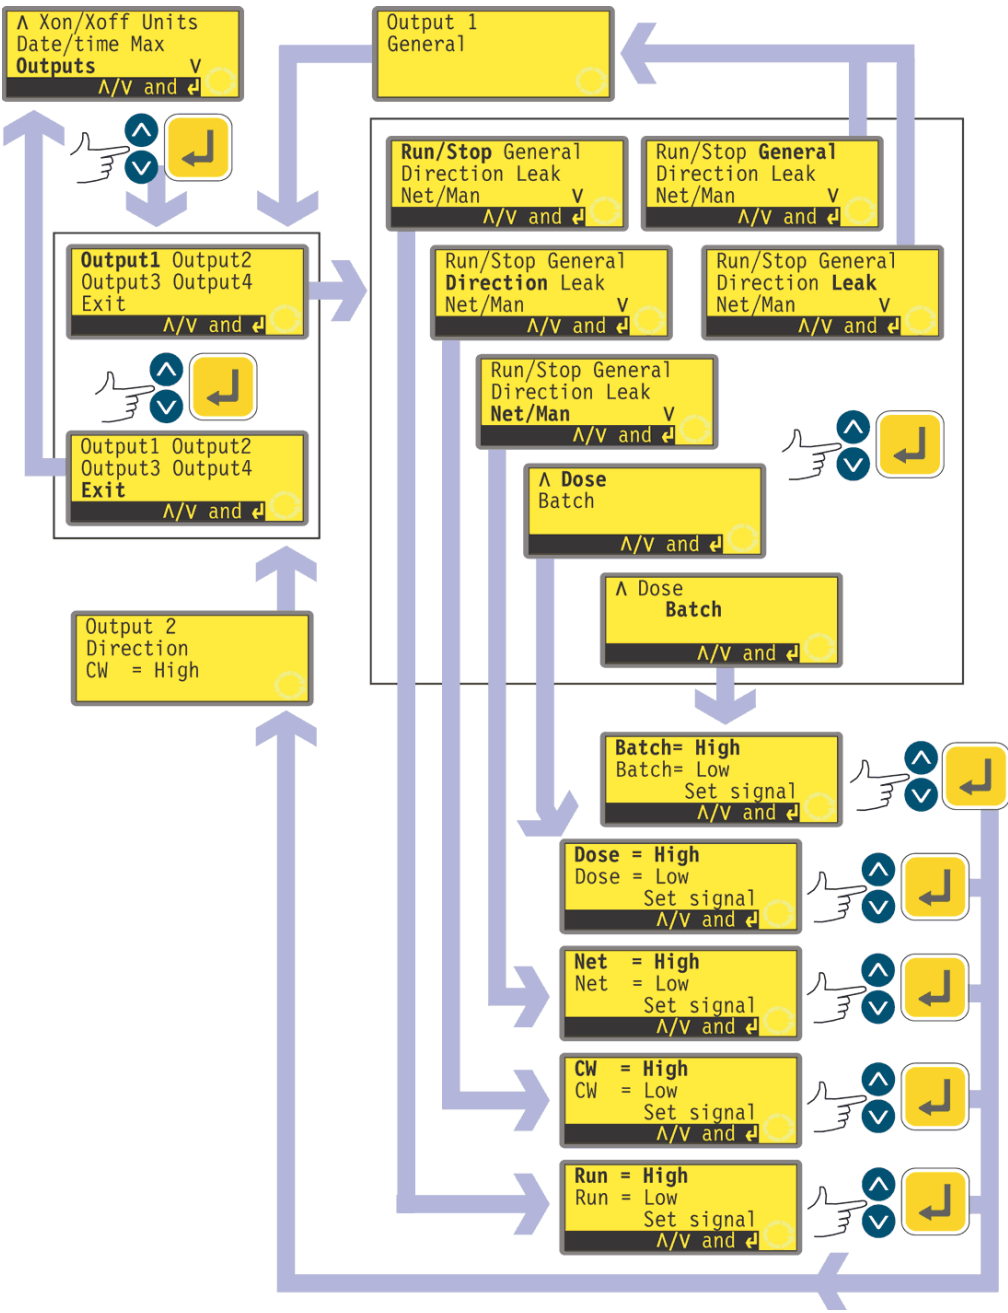 Λ Xon/Xoff Units
Date/time Max
Outputs V
Λ/V and ↲
Output 1
General
Run/Stop General
Direction Leak
Net/Man V
Λ/V and ↲
Run/Stop General
Direction Leak
Net/Man V
Λ/V and ↲
Output1 Output2
Output3 Output4
Exit
Λ/V and ↲
Run/Stop General
Direction Leak
Net/Man V
Λ/V and ↲
Run/Stop General
Direction Leak
Net/Man V
Λ/V and ↲
Run/Stop General
Direction Leak
Net/Man V
Λ/V and ↲
Output1 Output2
Output3 Output4
Exit
Λ/V and ↲
Λ Dose
Batch
Λ/V and ↲
Λ Dose
Batch
Λ/V and ↲
Output 2
Direction
CW = High
Batch= High
Batch= Low
Set signal
Λ/V and ↲
Dose = High
Dose = Low
Set signal
Λ/V and ↲
Net = High
Net = Low
Set signal
Λ/V and ↲
CW = High
CW = Low
Set signal
Λ/V and ↲
Run = High
Run = Low
Set signal
Λ/V and ↲